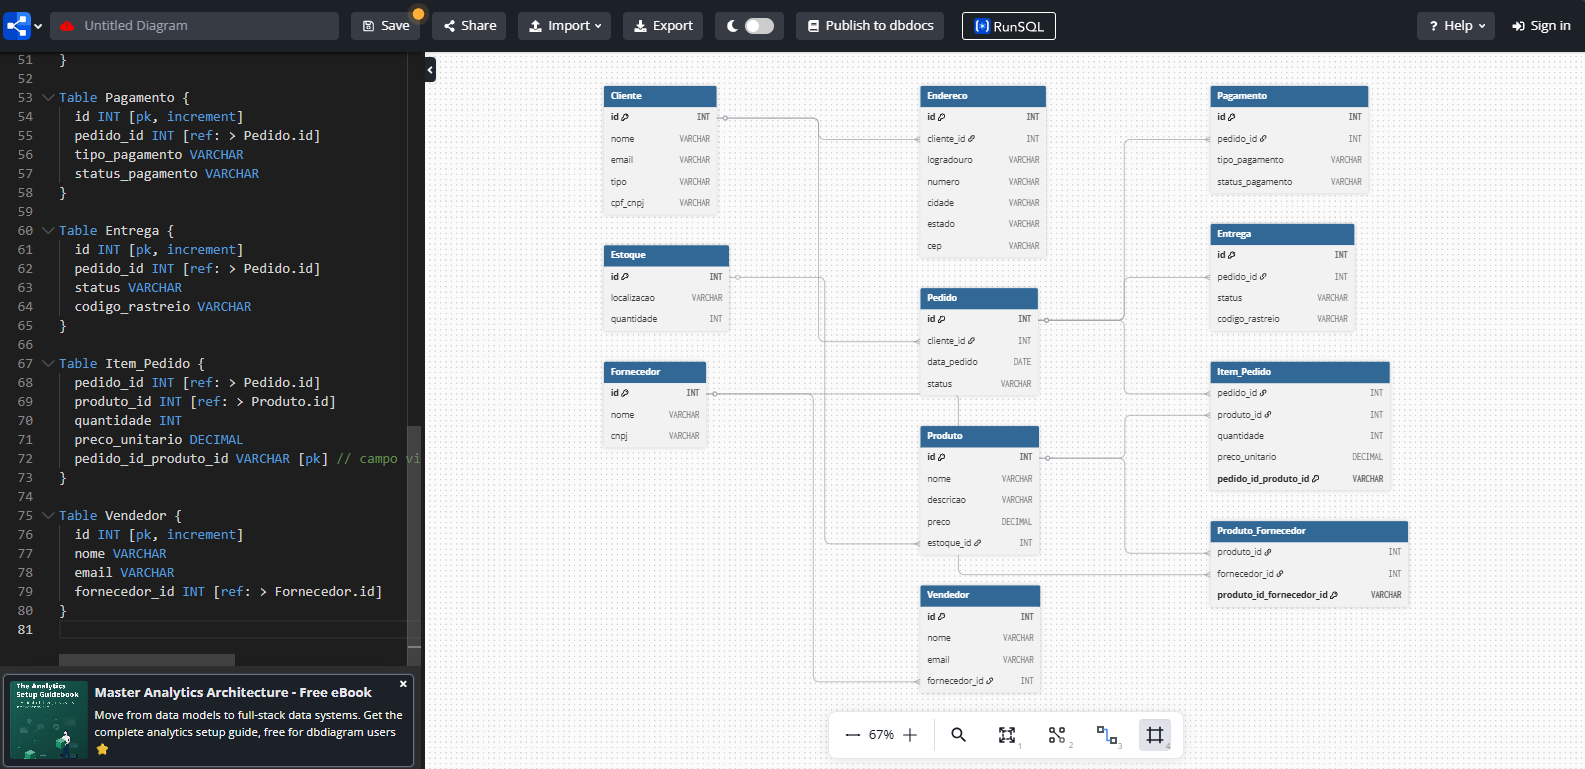 Untitled Diagram
Save
Share
Import
Export
Publish to dbdocs
RunSQL
? Help
Sign in
51 }
52
53 Table Pagamento {
54 id INT [pk, increment]
55 pedido_id INT [ref: > Pedido.id]
56 tipo_pagamento VARCHAR
57 status_pagamento VARCHAR
58 }
59
60 Table Entrega {
61 id INT [pk, increment]
62 pedido_id INT [ref: > Pedido.id]
63 status VARCHAR
64 codigo_rastreio VARCHAR
65 }
66
67 Table Item_Pedido {
68 pedido_id INT [ref: > Pedido.id]
69 produto_id INT [ref: > Produto.id]
70 quantidade INT
71 preco_unitario DECIMAL
72 pedido_id_produto_id VARCHAR [pk] // campo vi
73 }
74
75 Table Vendedor {
76 id INT [pk, increment]
77 nome VARCHAR
78 email VARCHAR
79 fornecedor_id INT [ref: > Fornecedor.id]
80 }
81
The Analytics
Setup Guidebook
Master Analytics Architecture - Free eBook
Move from data models to full-stack data systems. Get the
complete analytics setup guide, free for dbdiagram users
Cliente
id INT
nome VARCHAR
email VARCHAR
tipo VARCHAR
cpf_cnpj VARCHAR
Estoque
id INT
localizacao VARCHAR
quantidade INT
Fornecedor
id INT
nome VARCHAR
cnpj VARCHAR
Endereco
id INT
cliente_id INT
logradouro VARCHAR
numero VARCHAR
cidade VARCHAR
estado VARCHAR
cep VARCHAR
Pedido
id INT
cliente_id INT
data_pedido DATE
status VARCHAR
Produto
id INT
nome VARCHAR
descricao VARCHAR
preco DECIMAL
estoque_id INT
Vendedor
id INT
nome VARCHAR
email VARCHAR
fornecedor_id INT
Pagamento
id INT
pedido_id INT
tipo_pagamento VARCHAR
status_pagamento VARCHAR
Entrega
id INT
pedido_id INT
status VARCHAR
codigo_rastreio VARCHAR
Item_Pedido
pedido_id INT
produto_id INT
quantidade INT
preco_unitario DECIMAL
pedido_id_produto_id VARCHAR
Produto_Fornecedor
produto_id INT
fornecedor_id INT
produto_id_fornecedor_id VARCHAR
67%
1
2
3
4